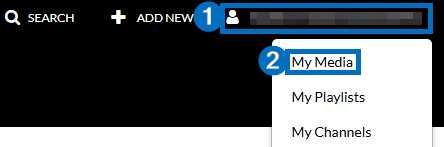 SEARCH ADD NEW 1
2 My Media
My Playlists
My Channels